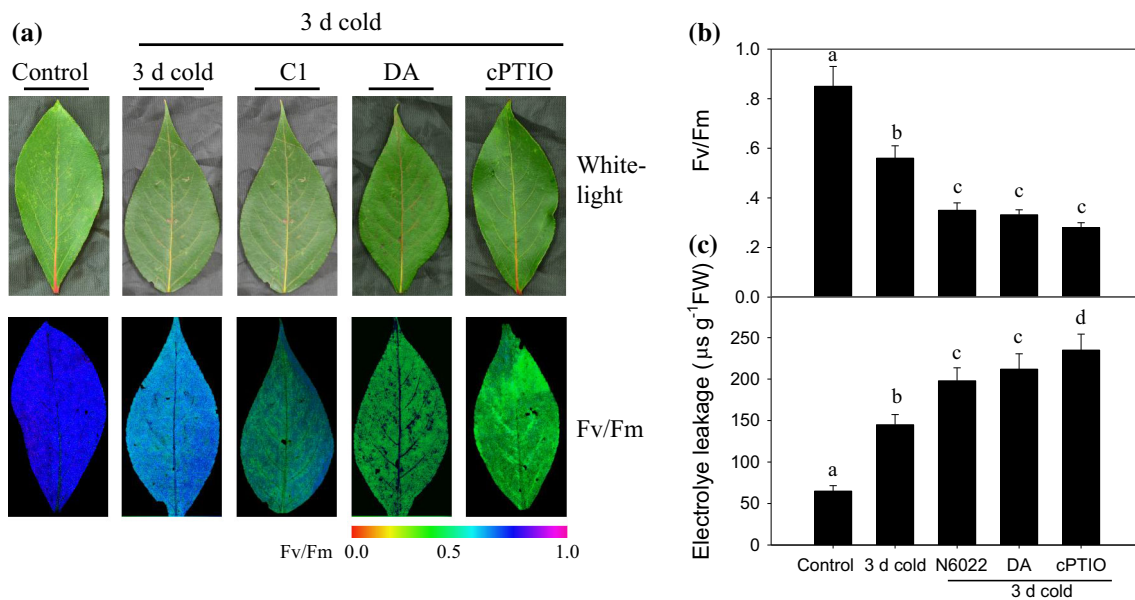 (a)
3 d cold
Control
3 d cold
C1
DA
cPTIO
White-
light
Fv/Fm
Fv/Fm
0.0
0.5
1.0
(b)
1.0
.8
.6
.4
.2
0.0
Fv/Fm
a
b
c
c
c
(c)
250
200
150
100
50
0
Electrolye leakage ( μs g⁻¹FW)
a
b
c
c
d
Control
3 d cold
N6022
DA
cPTIO
3 d cold